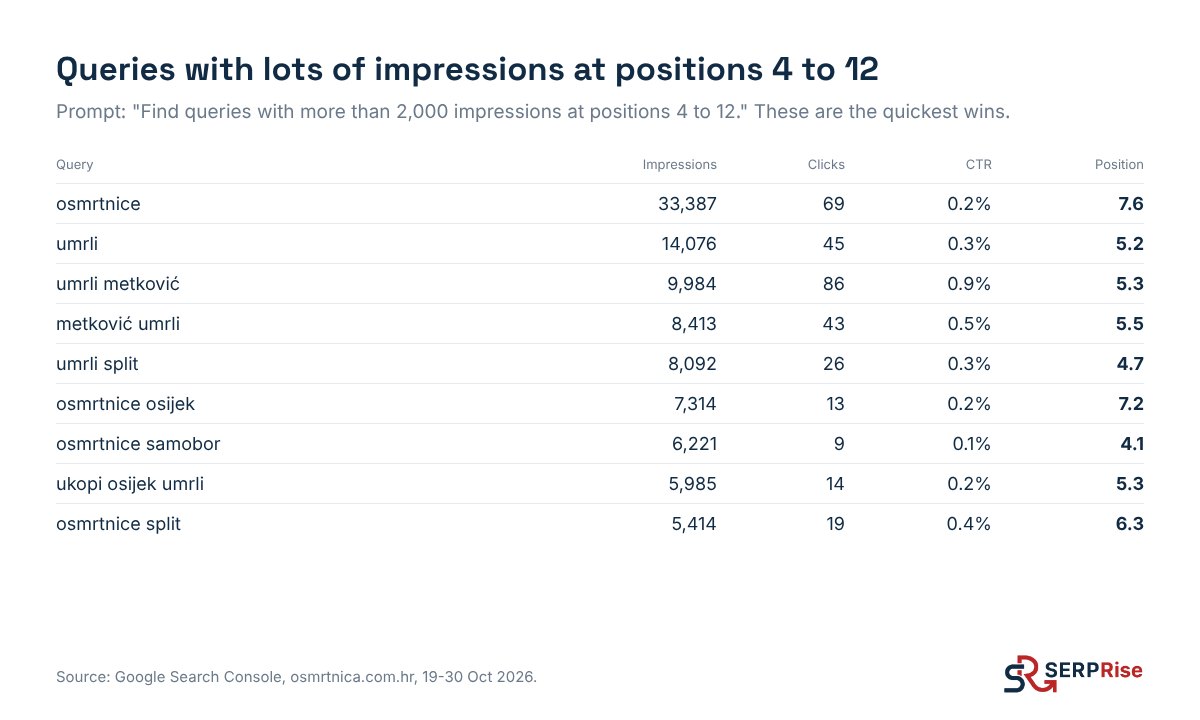 Queries with lots of impressions at positions 4 to 12
Prompt: "Find queries with more than 2,000 impressions at positions 4 to 12." These are the quickest wins.
Query Impressions Clicks CTR Position
osmrtnice 33,387 69 0.2% 7.6
umrli 14,076 45 0.3% 5.2
umrli metković 9,984 86 0.9% 5.3
metković umrli 8,413 43 0.5% 5.5
umrli split 8,092 26 0.3% 4.7
osmrtnice osijek 7,314 13 0.2% 7.2
osmrtnice samobor 6,221 9 0.1% 4.1
ukopi osijek umrli 5,985 14 0.2% 5.3
osmrtnice split 5,414 19 0.4% 6.3
Source: Google Search Console, osmrtnica.com.hr, 19-30 Oct 2026.
SR SERPRise